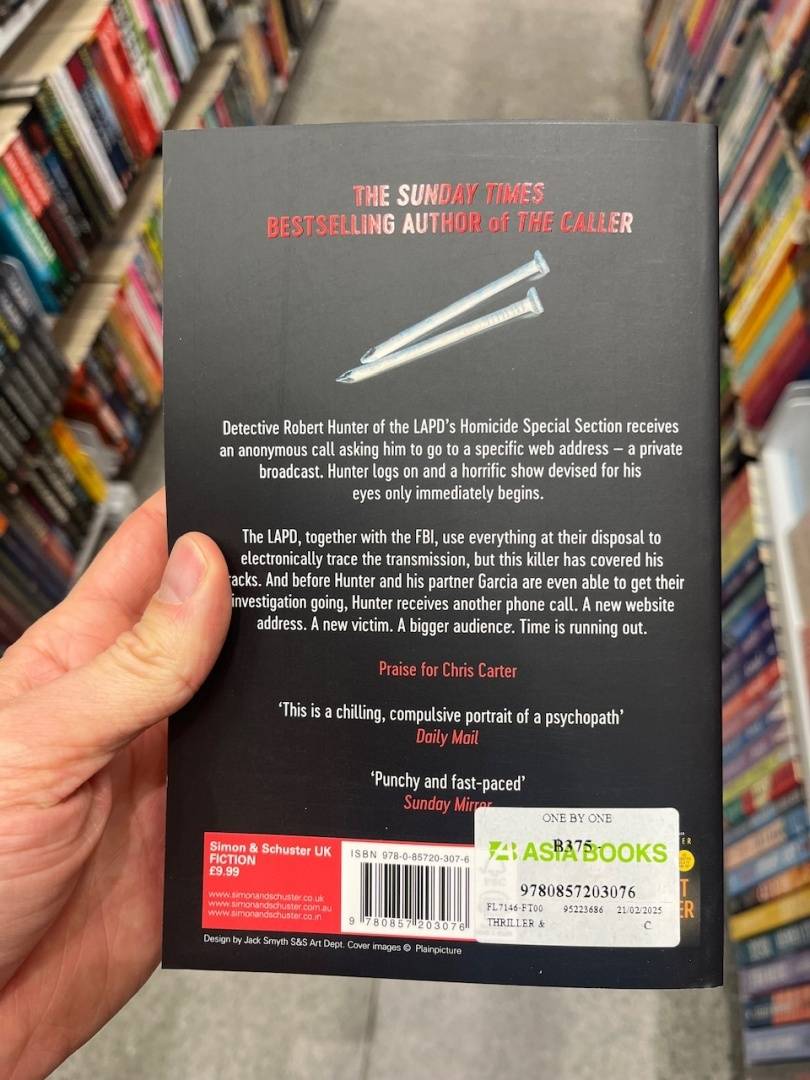 THE SUNDAY TIMES
BESTSELLING AUTHOR of THE CALLER
Detective Robert Hunter of the LAPD's Homicide Special Section receives
an anonymous call asking him to go to a specific web address – a private
broadcast. Hunter logs on and a horrific show devised for his
eyes only immediately begins.
The LAPD, together with the FBI, use everything at their disposal to
electronically trace the transmission, but this killer has covered his
racks. And before Hunter and his partner Garcia are even able to get their
investigation going, Hunter receives another phone call. A new website
address. A new victim. A bigger audience. Time is running out.
Praise for Chris Carter
‘This is a chilling, compulsive portrait of a psychopath’
Daily Mail
‘Punchy and fast-paced’
Sunday Mirror
Simon & Schuster UK
FICTION
£9.99
www.simonandschuster.co.uk
www.simonandschuster.com.au
www.simonandschuster.co.in
ISBN 978-0-85720-307-6
9 780857 203076
ONE BY ONE
฿375.-
ASIA BOOKS
9780857203076
FL7146-FT00 95223686 21/02/2025
THRILLER & C
Design by Jack Smyth S&S Art Dept. Cover images © Plainpicture